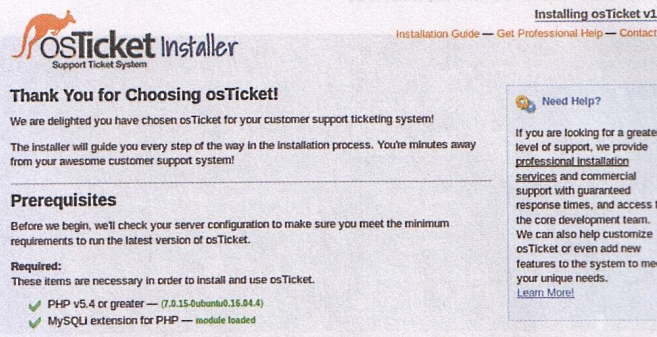 osTicket Installer
Support Ticket System
Installing osTicket v1
Installation Guide — Get Professional Help — Contact
Thank You for Choosing osTicket!
We are delighted you have chosen osTicket for your customer support ticketing system!
The installer will guide you every step of the way in the installation process. You're minutes away
from your awesome customer support system!
Prerequisites
Before we begin, we'll check your server configuration to make sure you meet the minimum
requirements to run the latest version of osTicket.
Required:
These items are necessary in order to install and use osTicket.
PHP v5.4 or greater — (7.0.15-0ubuntu0.16.04.4)
MySQLi extension for PHP — module loaded
Need Help?
If you are looking for a greater
level of support, we provide
professional installation
services and commercial
support with guaranteed
response times, and access
the core development team.
We can also help customize
osTicket or even add new
features to the system to
your unique needs.
Learn More!